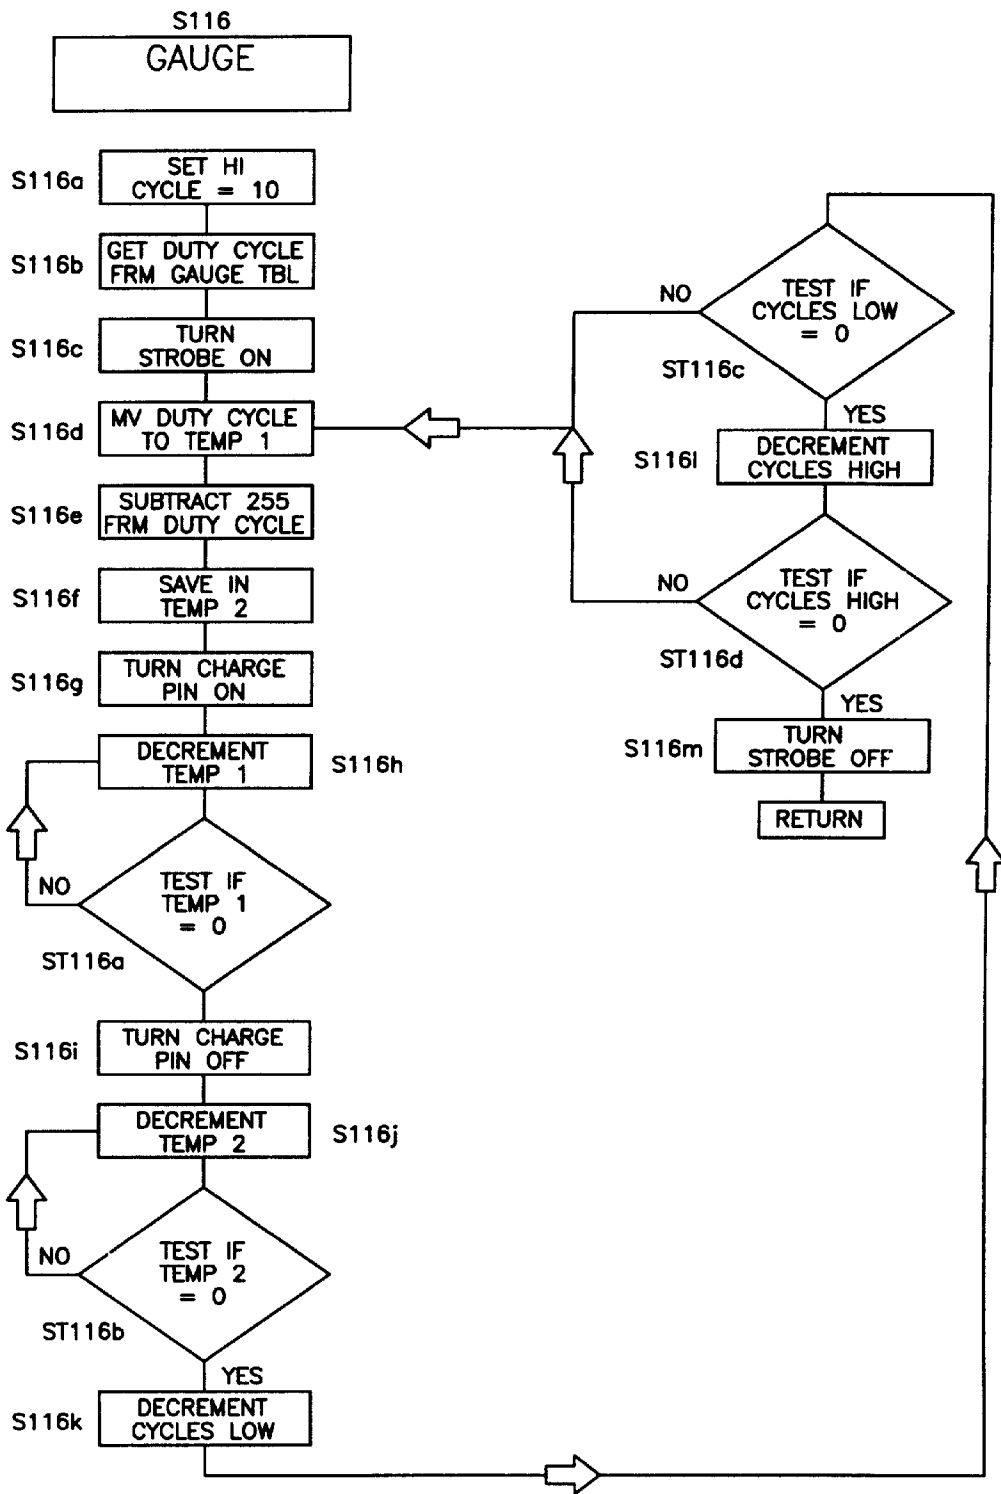 S116
GAUGE
S116a
SET HI
CYCLE = 10
S116b
GET DUTY CYCLE
FRM GAUGE TBL
S116c
TURN
STROBE ON
S116d
MV DUTY CYCLE
TO TEMP 1
S116e
SUBTRACT 255
FRM DUTY CYCLE
S116f
SAVE IN
TEMP 2
S116g
TURN CHARGE
PIN ON
DECREMENT
TEMP 1
S116h
NO
TEST IF
TEMP 1
= 0
ST116a
S116i
TURN CHARGE
PIN OFF
DECREMENT
TEMP 2
S116j
NO
TEST IF
TEMP 2
= 0
ST116b
YES
S116k
DECREMENT
CYCLES LOW
NO
TEST IF
CYCLES LOW
= 0
ST116c
YES
S116l
DECREMENT
CYCLES HIGH
NO
TEST IF
CYCLES HIGH
= 0
ST116d
YES
S116m
TURN
STROBE OFF
RETURN